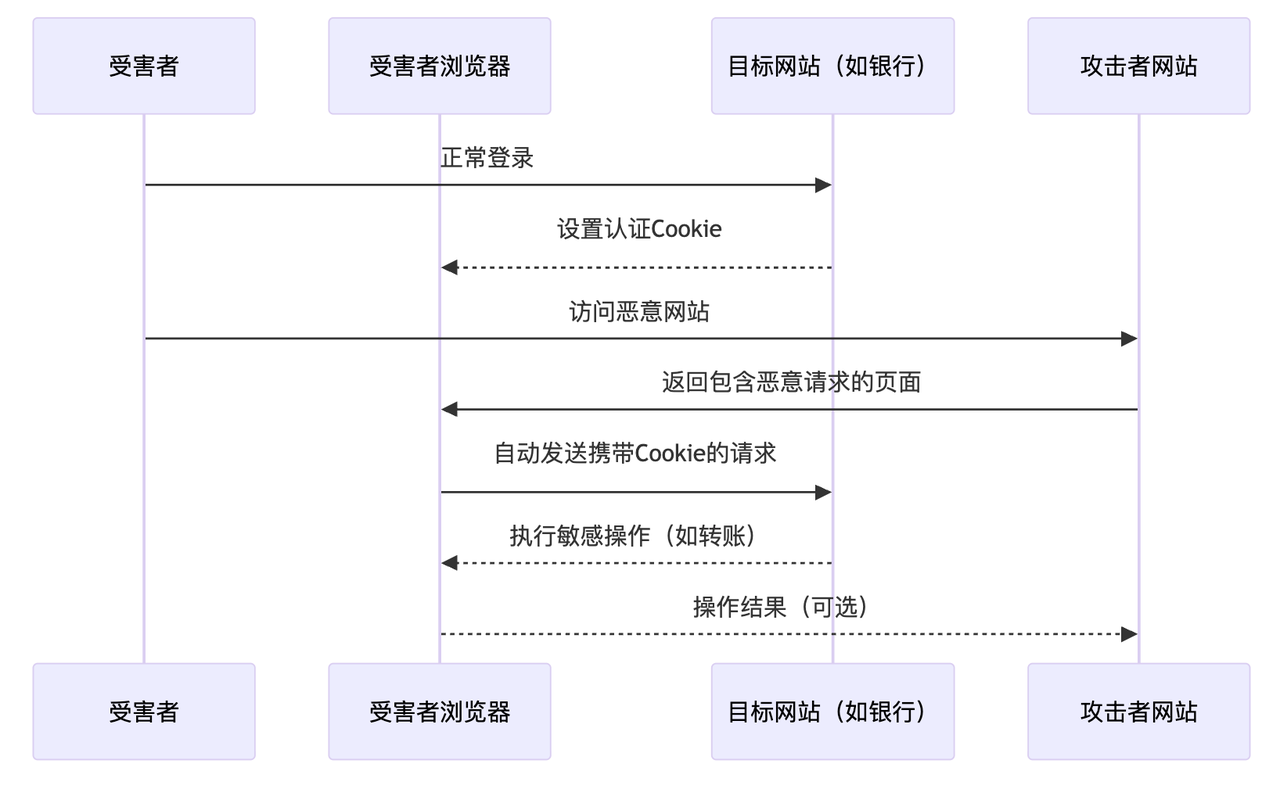 受害者
受害者浏览器
目标网站（如银行）
攻击者网站
正常登录
设置认证Cookie
访问恶意网站
返回包含恶意请求的页面
自动发送携带Cookie的请求
执行敏感操作（如转账）
操作结果（可选）
受害者
受害者浏览器
目标网站（如银行）
攻击者网站